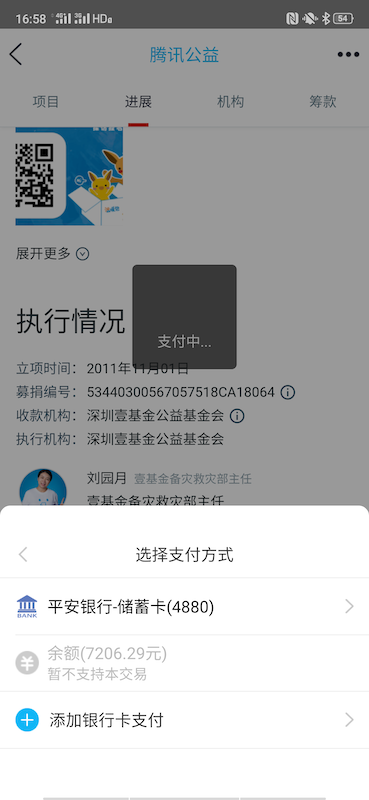 16:58 46 36 HD₀ 54
腾讯公益
项目 进展 机构 筹款
展开更多
执行情况
支付中...
立项时间： 2011年11月01日
募捐编号： 53440300567057518CA18064
收款机构： 深圳壹基金公益基金会
执行机构： 深圳壹基金公益基金会
刘园月 壹基金备灾救灾部主任
壹基金备灾救灾部主任
选择支付方式
BANK 平安银行-储蓄卡(4880)
余额(7206.29元)
暂不支持本交易
添加银行卡支付